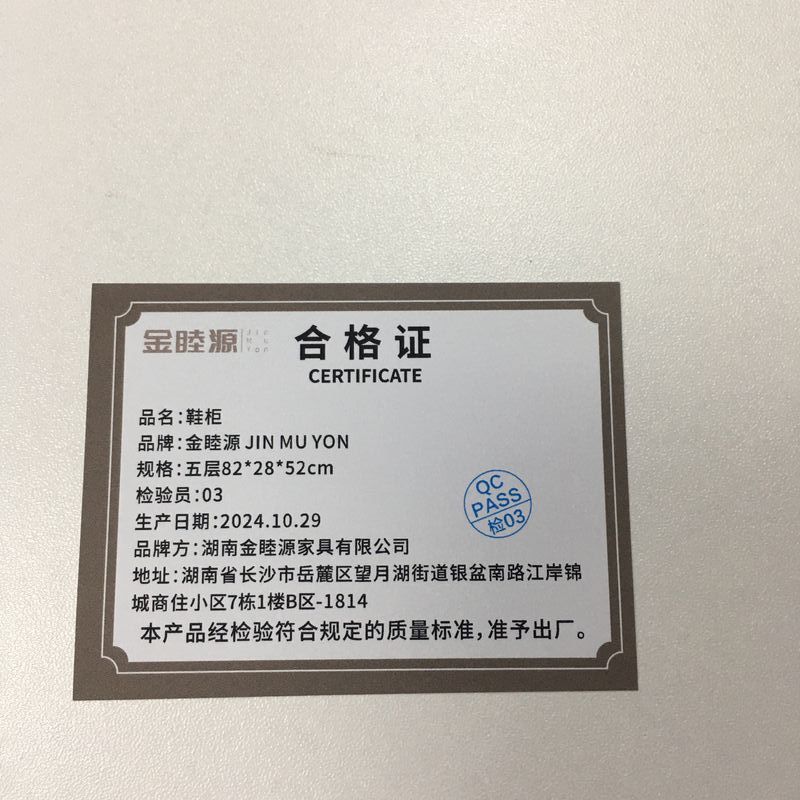 金睦源 Jin
Mu
Yon
合格证
CERTIFICATE
品名:鞋柜
品牌:金睦源 JIN MU YON
规格:五层82*28*52cm
检验员:03
生产日期:2024.10.29
品牌方:湖南金睦源家具有限公司
地址:湖南省长沙市岳麓区望月湖街道银盆南路江岸锦
城商住小区7栋1楼B区-1814
本产品经检验符合规定的质量标准,准予出厂。
QC
PASS
检03